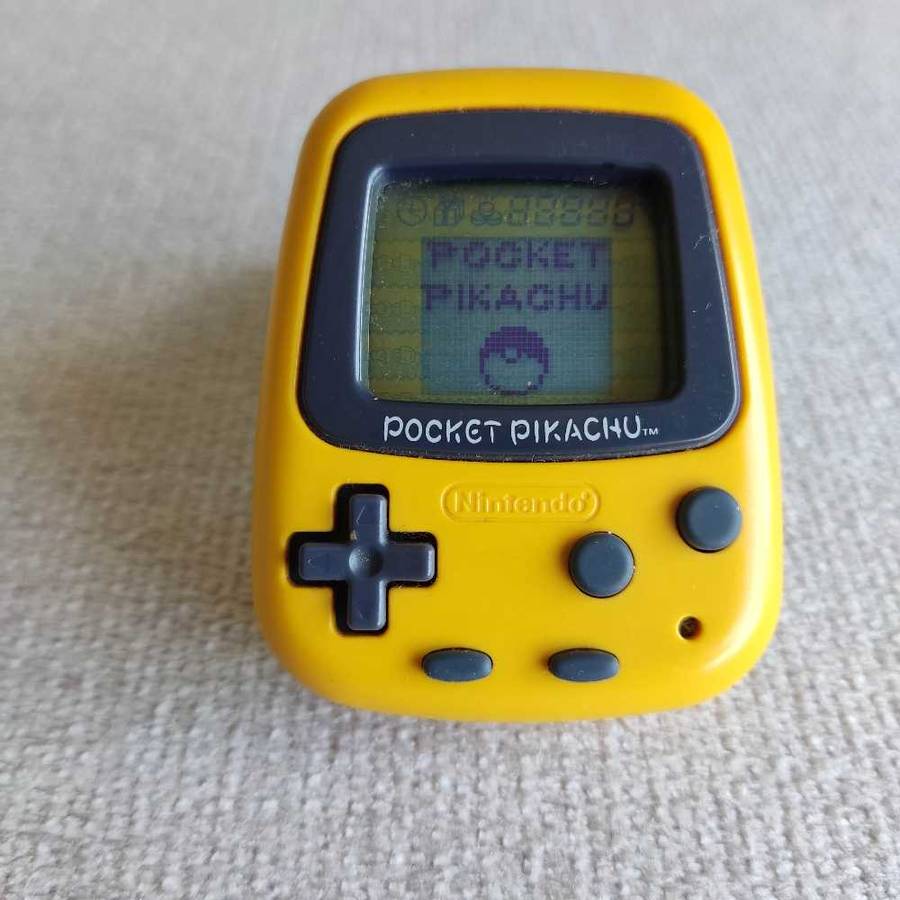 POCKET
PIKACHU
POCKET PIKACHU™
Nintendo®